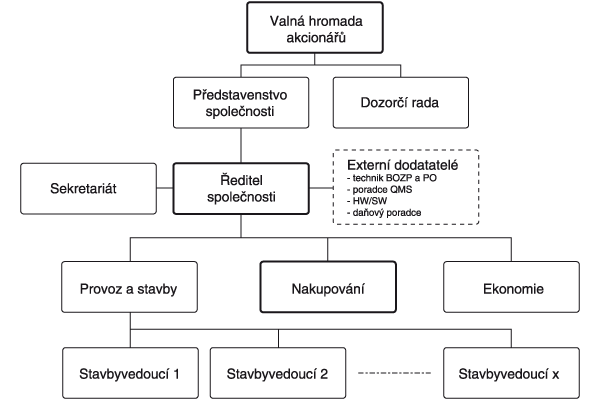 Valná hromada
akcionářů
Představenstvo
společnosti
Dozorčí rada
Sekretariát
Ředitel
společnosti
Externí dodatatelé
- technik BOZP a PO
- poradce QMS
- HW/SW
- daňový poradce
Provoz a stavby
Nakupování
Ekonomie
Stavbyvedoucí 1
Stavbyvedoucí 2
Stavbyvedoucí x